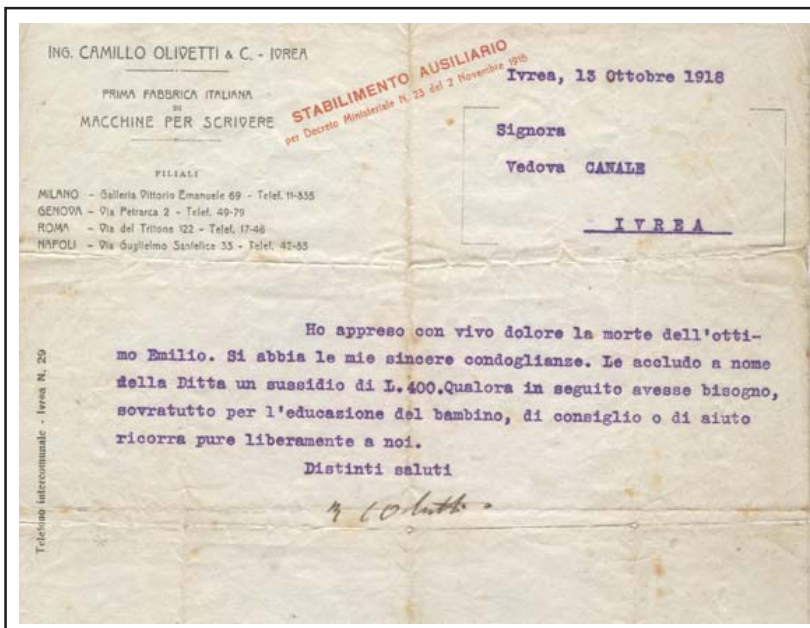 ING. CAMILLO OLIVETTI & C. - IVREA
PRIMA FABBRICA ITALIANA
DI
MACCHINE PER SCRIVERE
FILIALI
MILANO - Galleria Vittorio Emanuele 69 - Telef. 11-335
GENOVA - Via Petrarca 2 - Telef. 49-79
ROMA - Via del Tritone 122 - Telef. 17-46
NAPOLI - Via Guglielmo Sanfelice 33 - Telef. 42-85
STABILIMENTO AUSILIARIO
per Decreto Ministeriale N. 23 del 2 Novembre 1915
Ivrea, 13 Ottobre 1918
Signora
Vedova CANALE
IVREA
Ho appreso con vivo dolore la morte dell'otti-
mo Emilio. Si abbia le mie sincere condoglianze. Le accludo a nome
della Ditta un sussidio di L.400.Qualora in seguito avesse bisogno,
sovratutto per l'educazione del bambino, di consiglio o di aiuto
ricorra pure liberamente a noi.
Distinti saluti
Telefono intercomunale - Ivrea N. 29